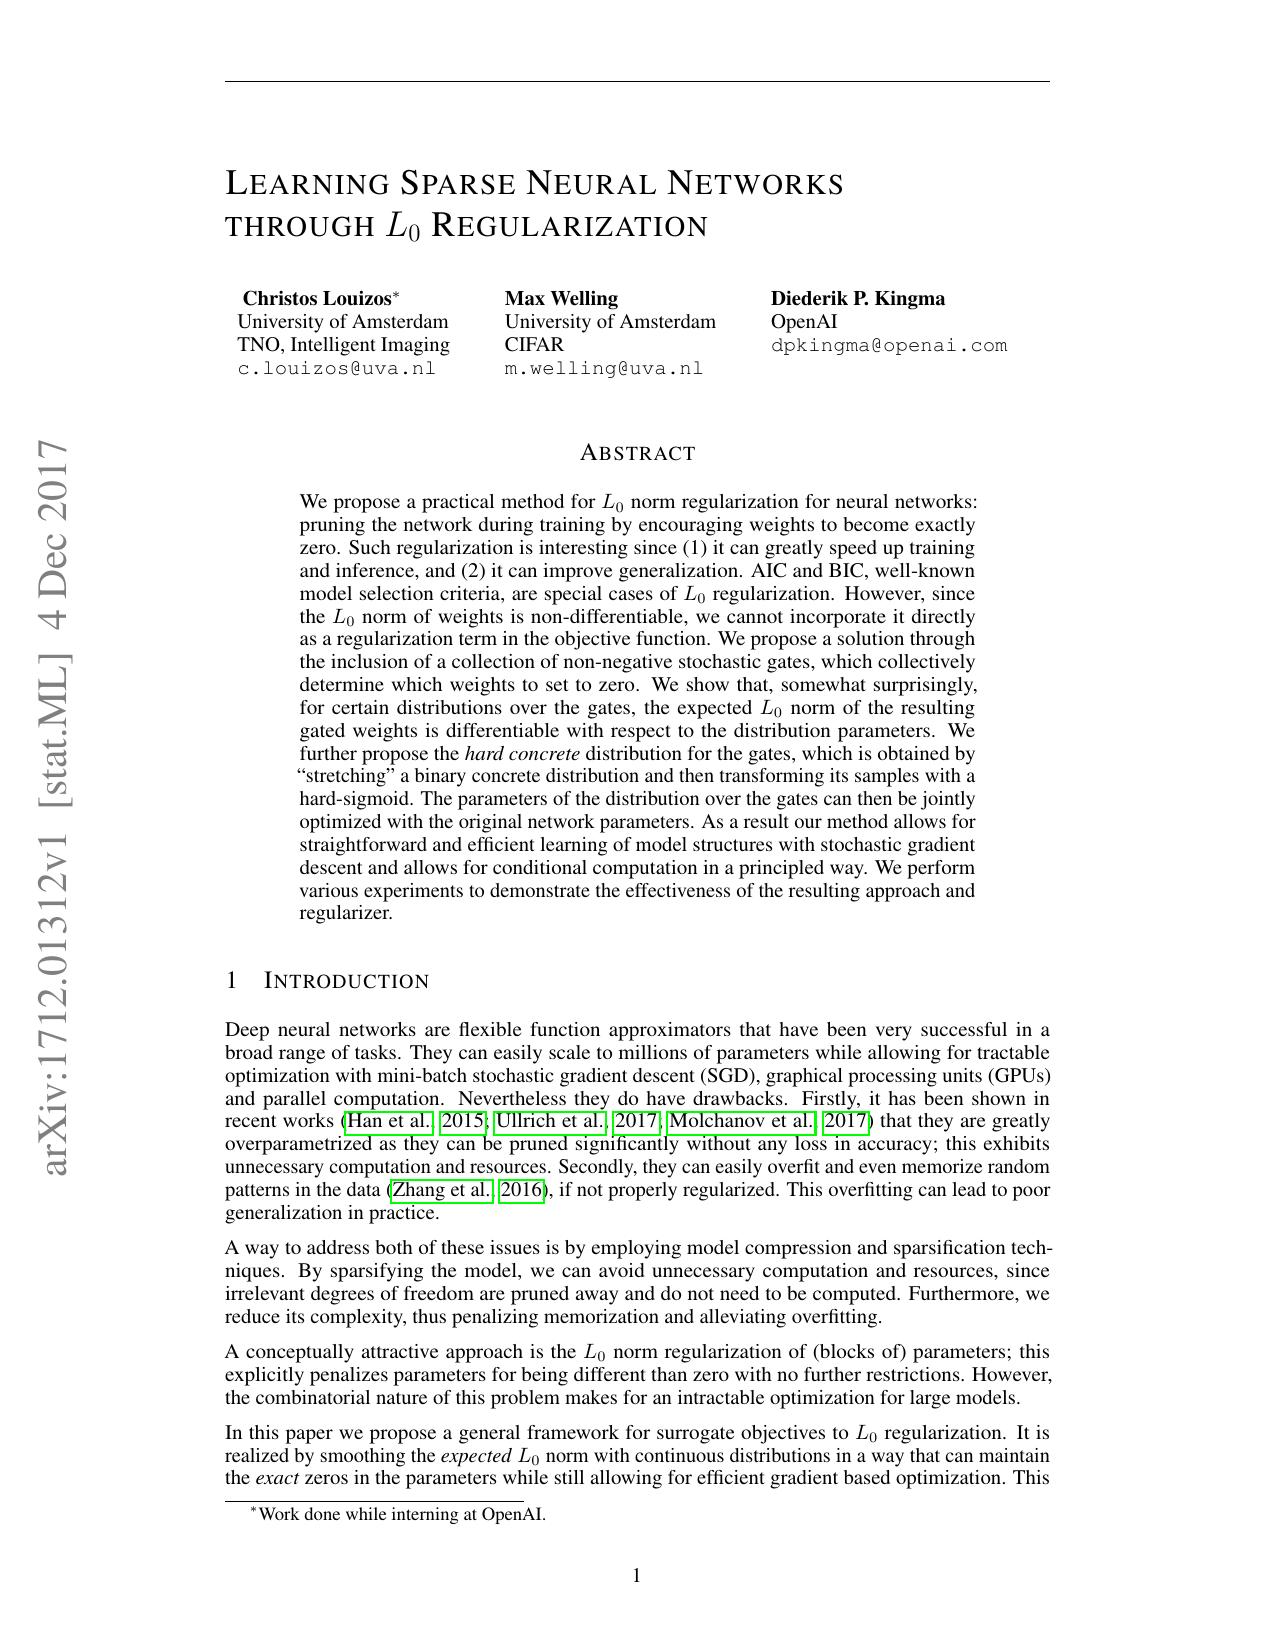 LEARNING SPARSE NEURAL NETWORKS
THROUGH L0 REGULARIZATION
Christos Louizos*
University of Amsterdam
TNO, Intelligent Imaging
c.louizos@uva.nl
Max Welling
University of Amsterdam
CIFAR
m.welling@uva.nl
Diederik P. Kingma
OpenAI
dpkingma@openai.com
ABSTRACT
We propose a practical method for L0 norm regularization for neural networks:
pruning the network during training by encouraging weights to become exactly
zero. Such regularization is interesting since (1) it can greatly speed up training
and inference, and (2) it can improve generalization. AIC and BIC, well-known
model selection criteria, are special cases of L0 regularization. However, since
the L0 norm of weights is non-differentiable, we cannot incorporate it directly
as a regularization term in the objective function. We propose a solution through
the inclusion of a collection of non-negative stochastic gates, which collectively
determine which weights to set to zero. We show that, somewhat surprisingly,
for certain distributions over the gates, the expected L0 norm of the resulting
gated weights is differentiable with respect to the distribution parameters. We
further propose the hard concrete distribution for the gates, which is obtained by
“stretching” a binary concrete distribution and then transforming its samples with a
hard-sigmoid. The parameters of the distribution over the gates can then be jointly
optimized with the original network parameters. As a result our method allows for
straightforward and efficient learning of model structures with stochastic gradient
descent and allows for conditional computation in a principled way. We perform
various experiments to demonstrate the effectiveness of the resulting approach and
regularizer.
1 INTRODUCTION
Deep neural networks are flexible function approximators that have been very successful in a
broad range of tasks. They can easily scale to millions of parameters while allowing for tractable
optimization with mini-batch stochastic gradient descent (SGD), graphical processing units (GPUs)
and parallel computation. Nevertheless they do have drawbacks. Firstly, it has been shown in
recent works (Han et al., 2015; Ullrich et al., 2017; Molchanov et al., 2017) that they are greatly
overparametrized as they can be pruned significantly without any loss in accuracy; this exhibits
unnecessary computation and resources. Secondly, they can easily overfit and even memorize random
patterns in the data (Zhang et al., 2016), if not properly regularized. This overfitting can lead to poor
generalization in practice.
A way to address both of these issues is by employing model compression and sparsification tech-
niques. By sparsifying the model, we can avoid unnecessary computation and resources, since
irrelevant degrees of freedom are pruned away and do not need to be computed. Furthermore, we
reduce its complexity, thus penalizing memorization and alleviating overfitting.
A conceptually attractive approach is the L0 norm regularization of (blocks of) parameters; this
explicitly penalizes parameters for being different than zero with no further restrictions. However,
the combinatorial nature of this problem makes for an intractable optimization for large models.
In this paper we propose a general framework for surrogate objectives to L0 regularization. It is
realized by smoothing the expected L0 norm with continuous distributions in a way that can maintain
the exact zeros in the parameters while still allowing for efficient gradient based optimization. This
*Work done while interning at OpenAI.
1
arXiv:1712.01312v1 [stat.ML] 4 Dec 2017